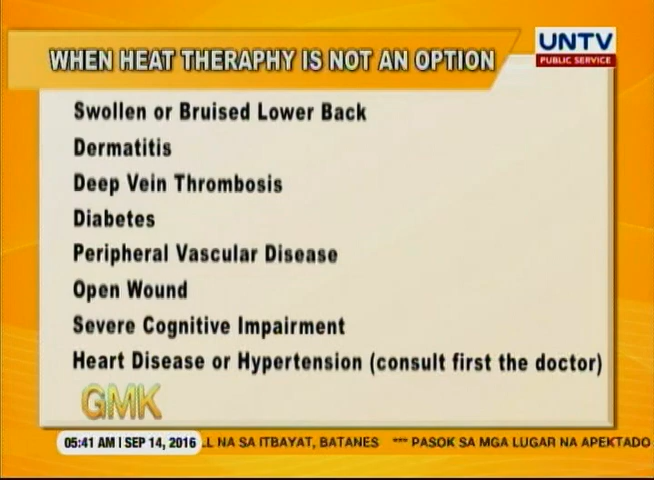 WHEN HEAT THERAPHY IS NOT AN OPTION
UNTV
PUBLIC SERVICE
Swollen or Bruised Lower Back
Dermatitis
Deep Vein Thrombosis
Diabetes
Peripheral Vascular Disease
Open Wound
Severe Cognitive Impairment
Heart Disease or Hypertension (consult first the doctor)
GMK
05:41 AM | SEP 14, 2016 ..L NA SA ITBAYAT, BATANES *** PASOK SA MGA LUGAR NA APEKTADO